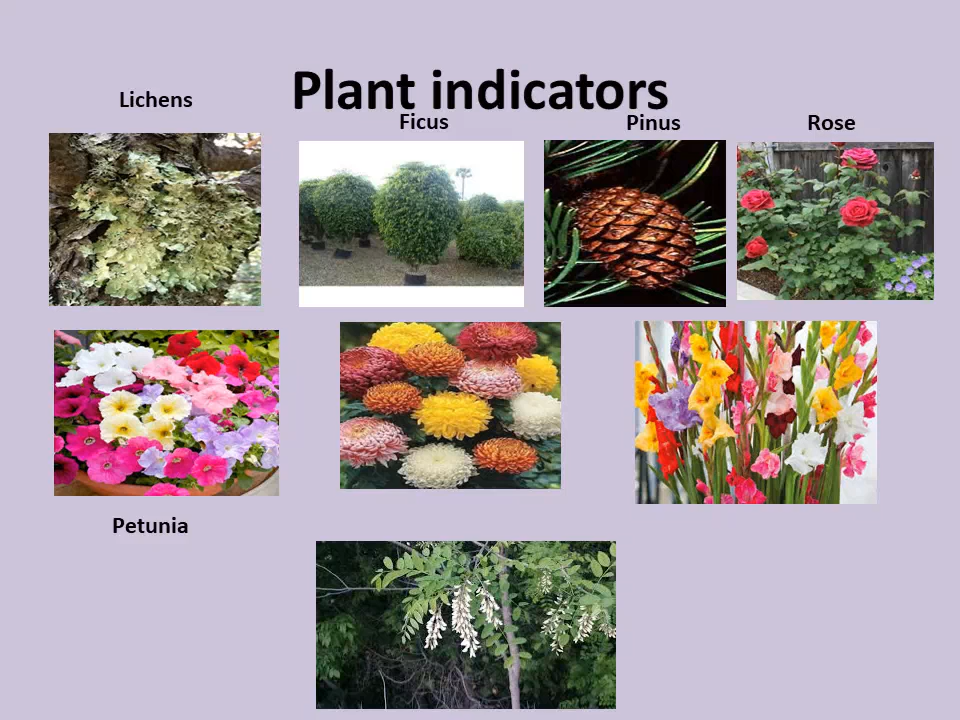 Plant indicators
Lichens
Ficus
Pinus
Rose
Petunia